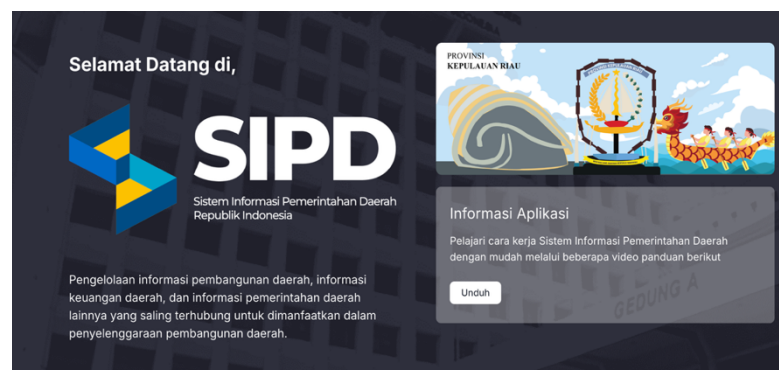 Selamat Datang di,
SIPD
Sistem Informasi Pemerintahan Daerah
Republik Indonesia
Pengelolaan informasi pembangunan daerah, informasi
keuangan daerah, dan informasi pemerintahan daerah
lainnya yang saling terhubung untuk dimanfaatkan dalam
penyelenggaraan pembangunan daerah.
PROVINSI
KEPULAUAN RIAU
Informasi Aplikasi
Pelajari cara kerja Sistem Informasi Pemerintahan Daerah
dengan mudah melalui beberapa video panduan berikut
Unduh
GEDUNG A